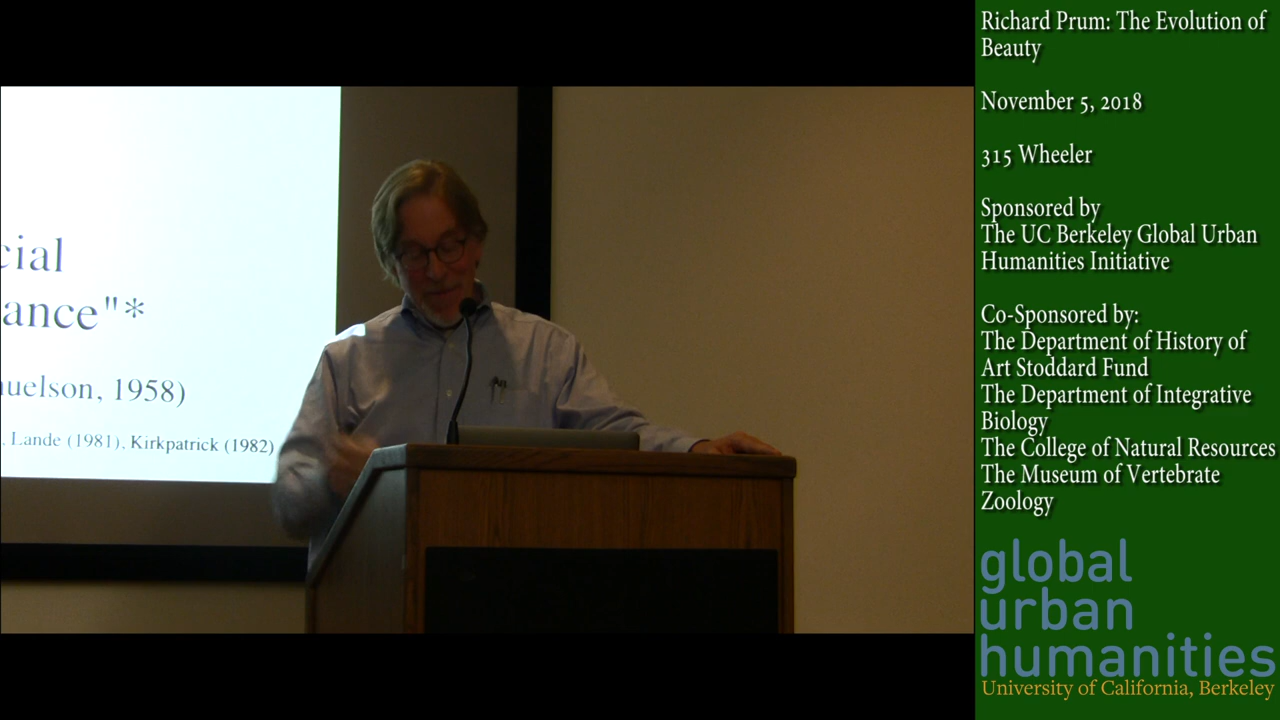 cial
ance"*
uelson, 1958)
, Lande (1981), Kirkpatrick (1982)
Richard Prum: The Evolution of
Beauty
November 5, 2018
315 Wheeler
Sponsored by
The UC Berkeley Global Urban
Humanities Initiative
Co-Sponsored by:
The Department of History of
Art Stoddard Fund
The Department of Integrative
Biology
The College of Natural Resources
The Museum of Vertebrate
Zoology
global
urban
humanities
University of California, Berkeley